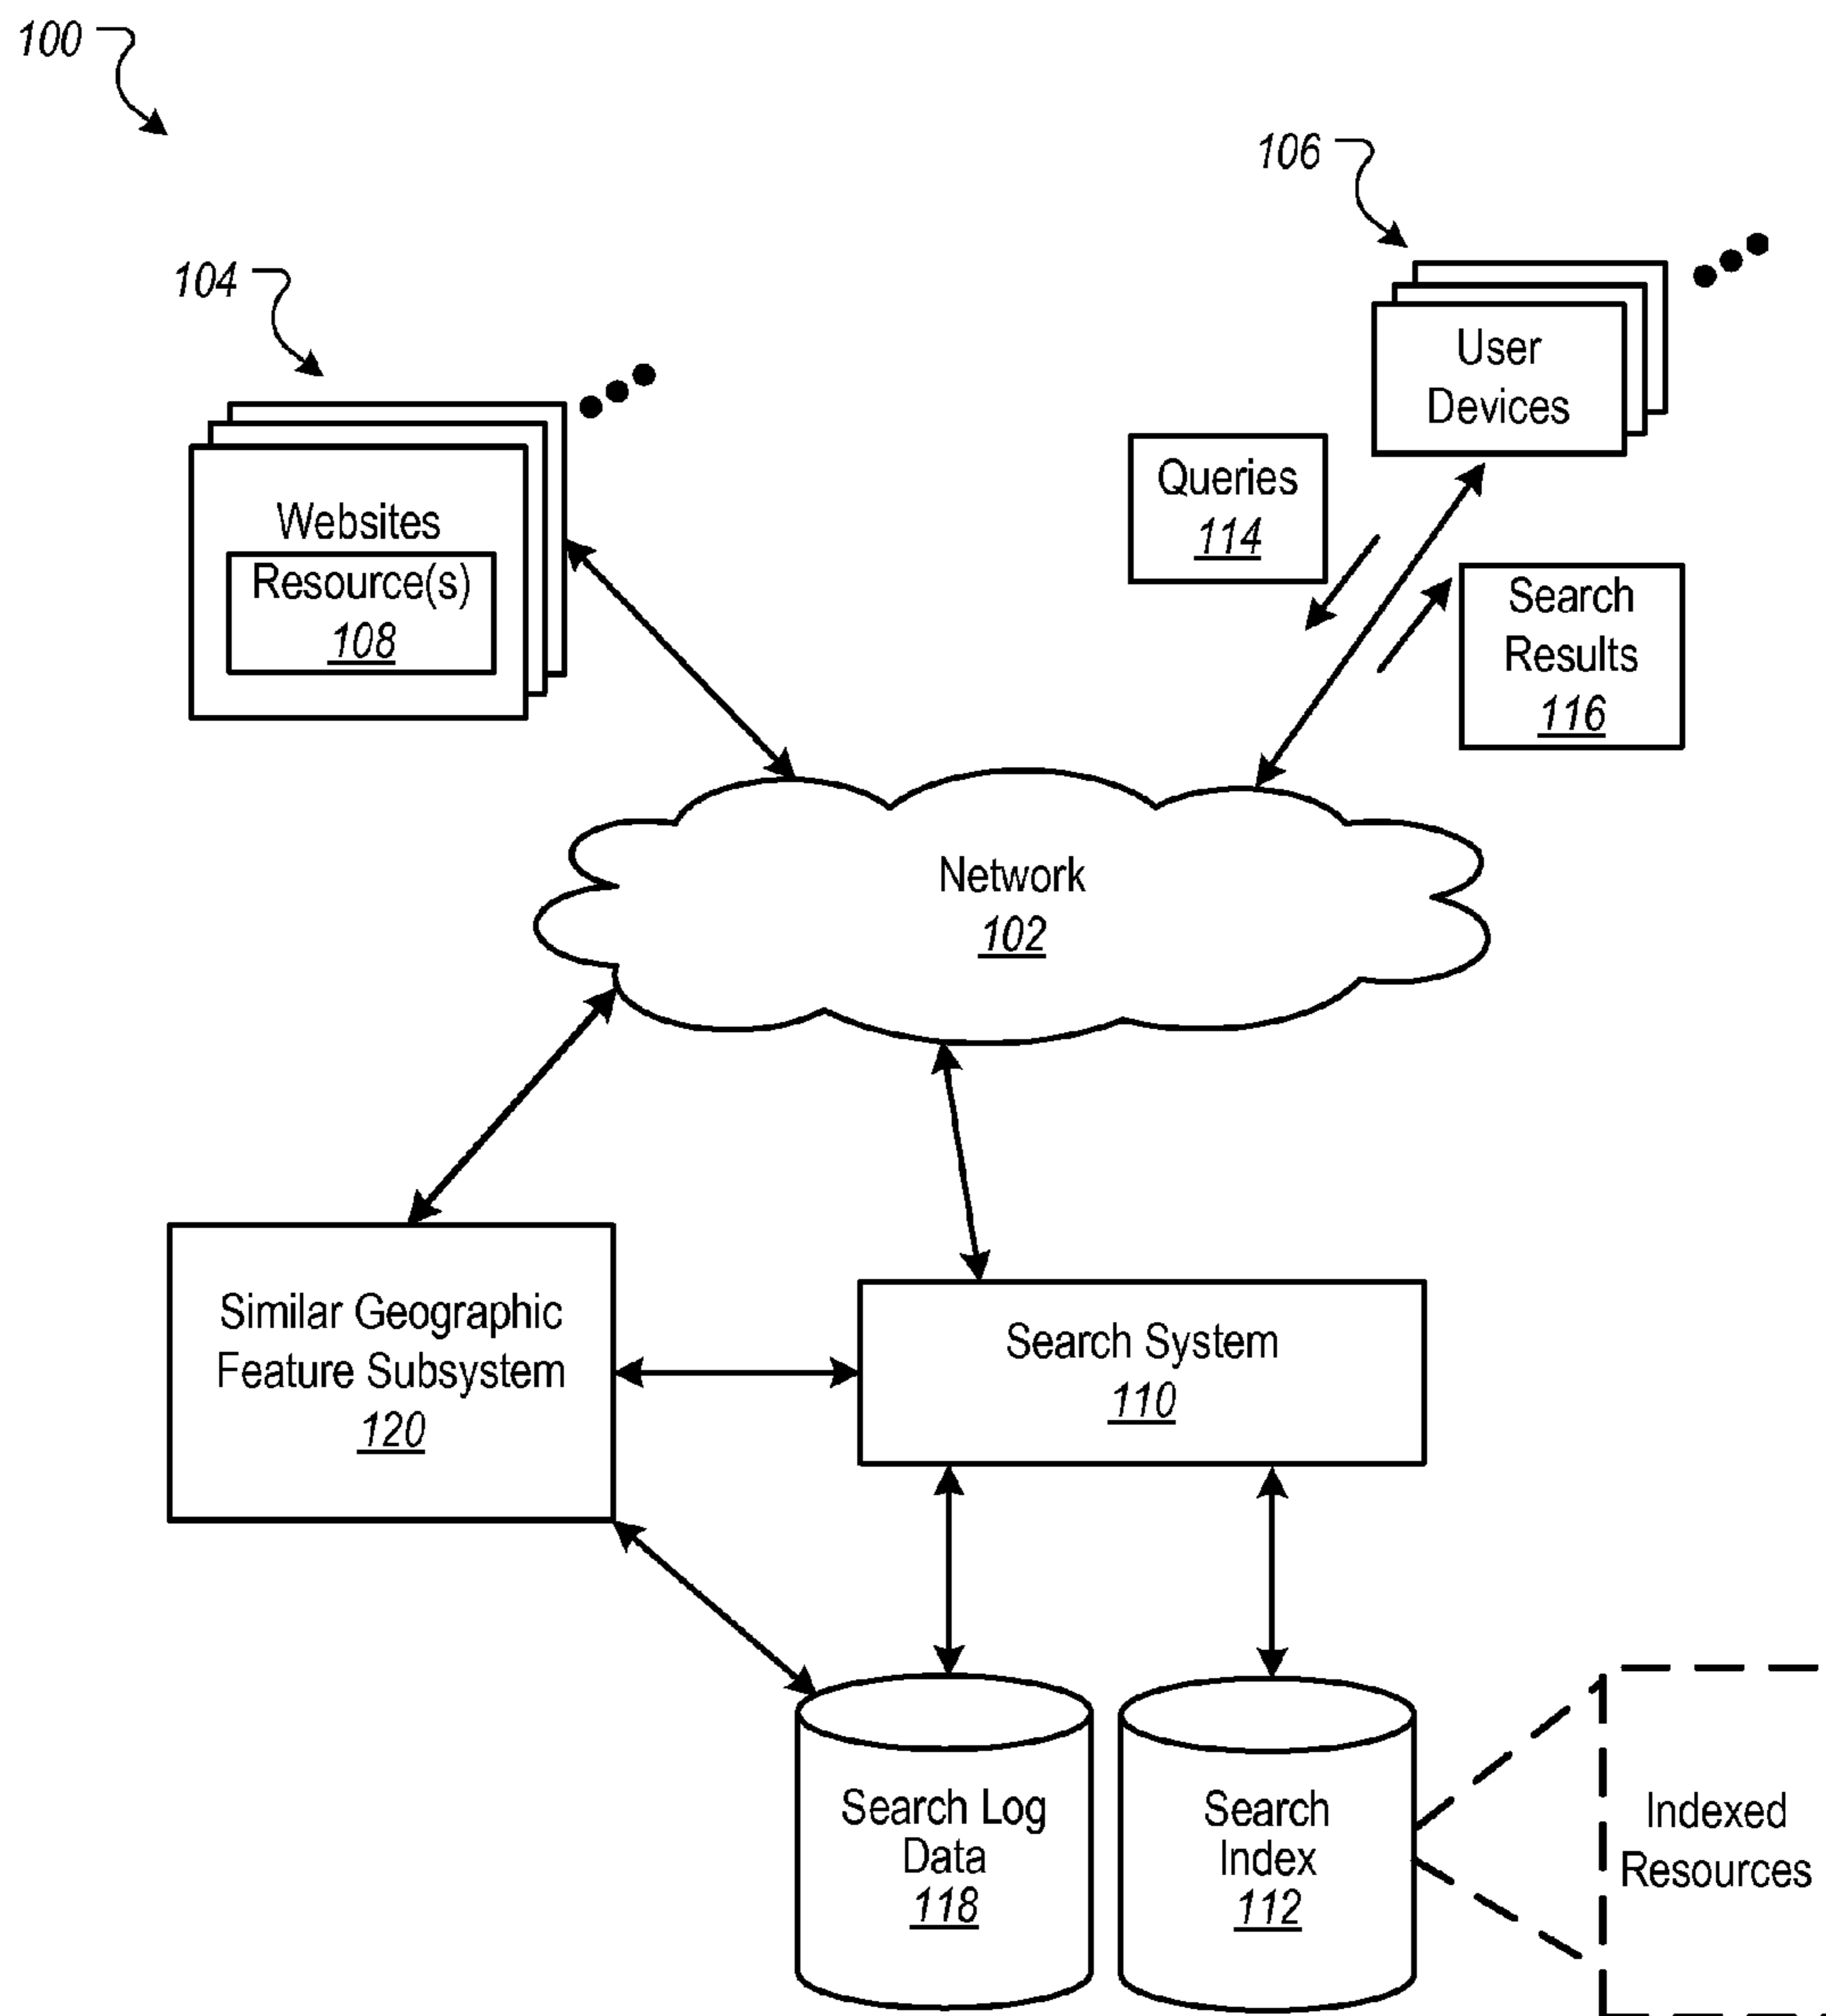 100
106
104
User
Devices
Queries
114
Websites
Resource(s)
108
Search
Results
116
Network
102
Similar Geographic
Feature Subsystem
120
Search System
110
Search Log
Data
118
Search
Index
112
Indexed
Resources